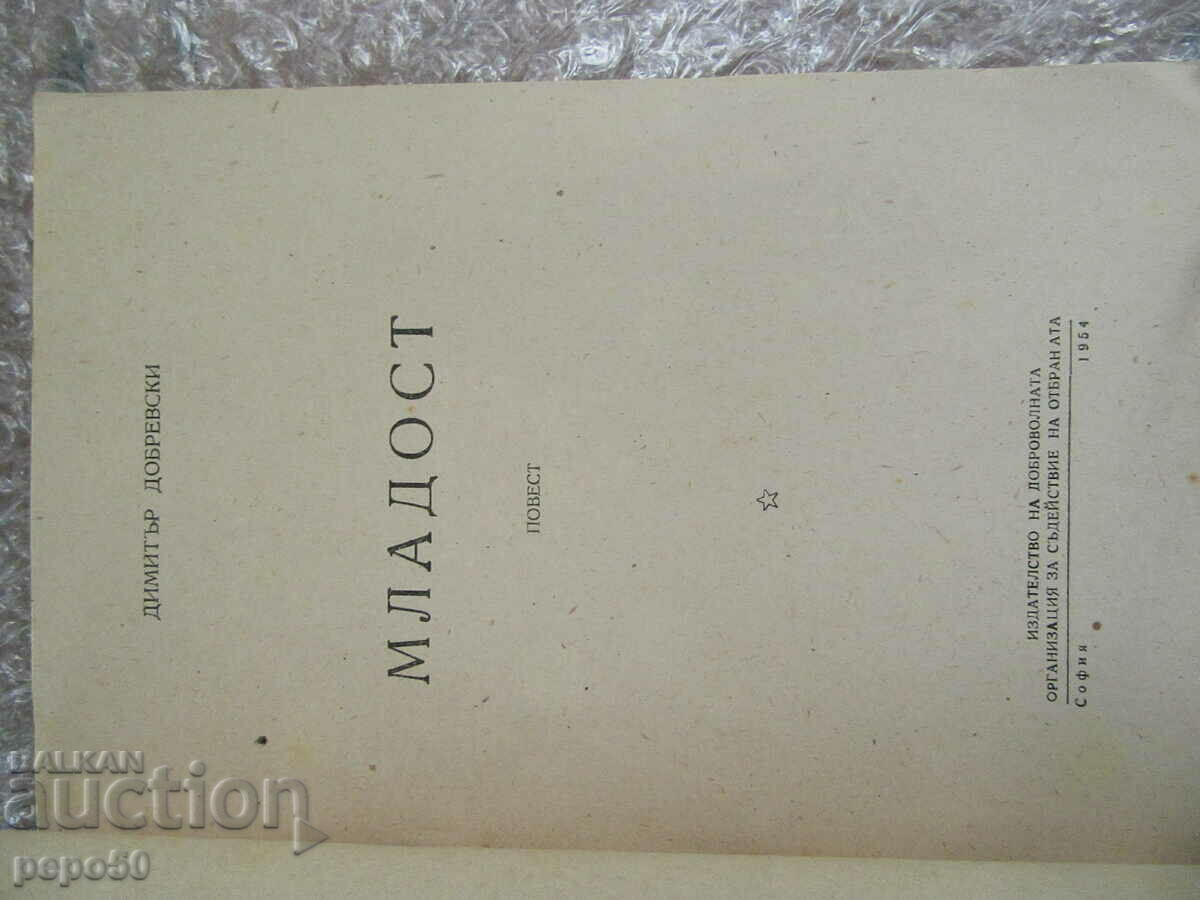 ДИМИТЪР ДОБРЕВСКИ
МЛАДОСТ
ПОВЕСТ
ИЗДАТЕЛСТВО НА ДОБРОВОЛНАТА
ОРГАНИЗАЦИЯ ЗА СЪДЕЙСТВИЕ НА ОТБРАНАТА
София 1954
BALKAN
auction
pepo50